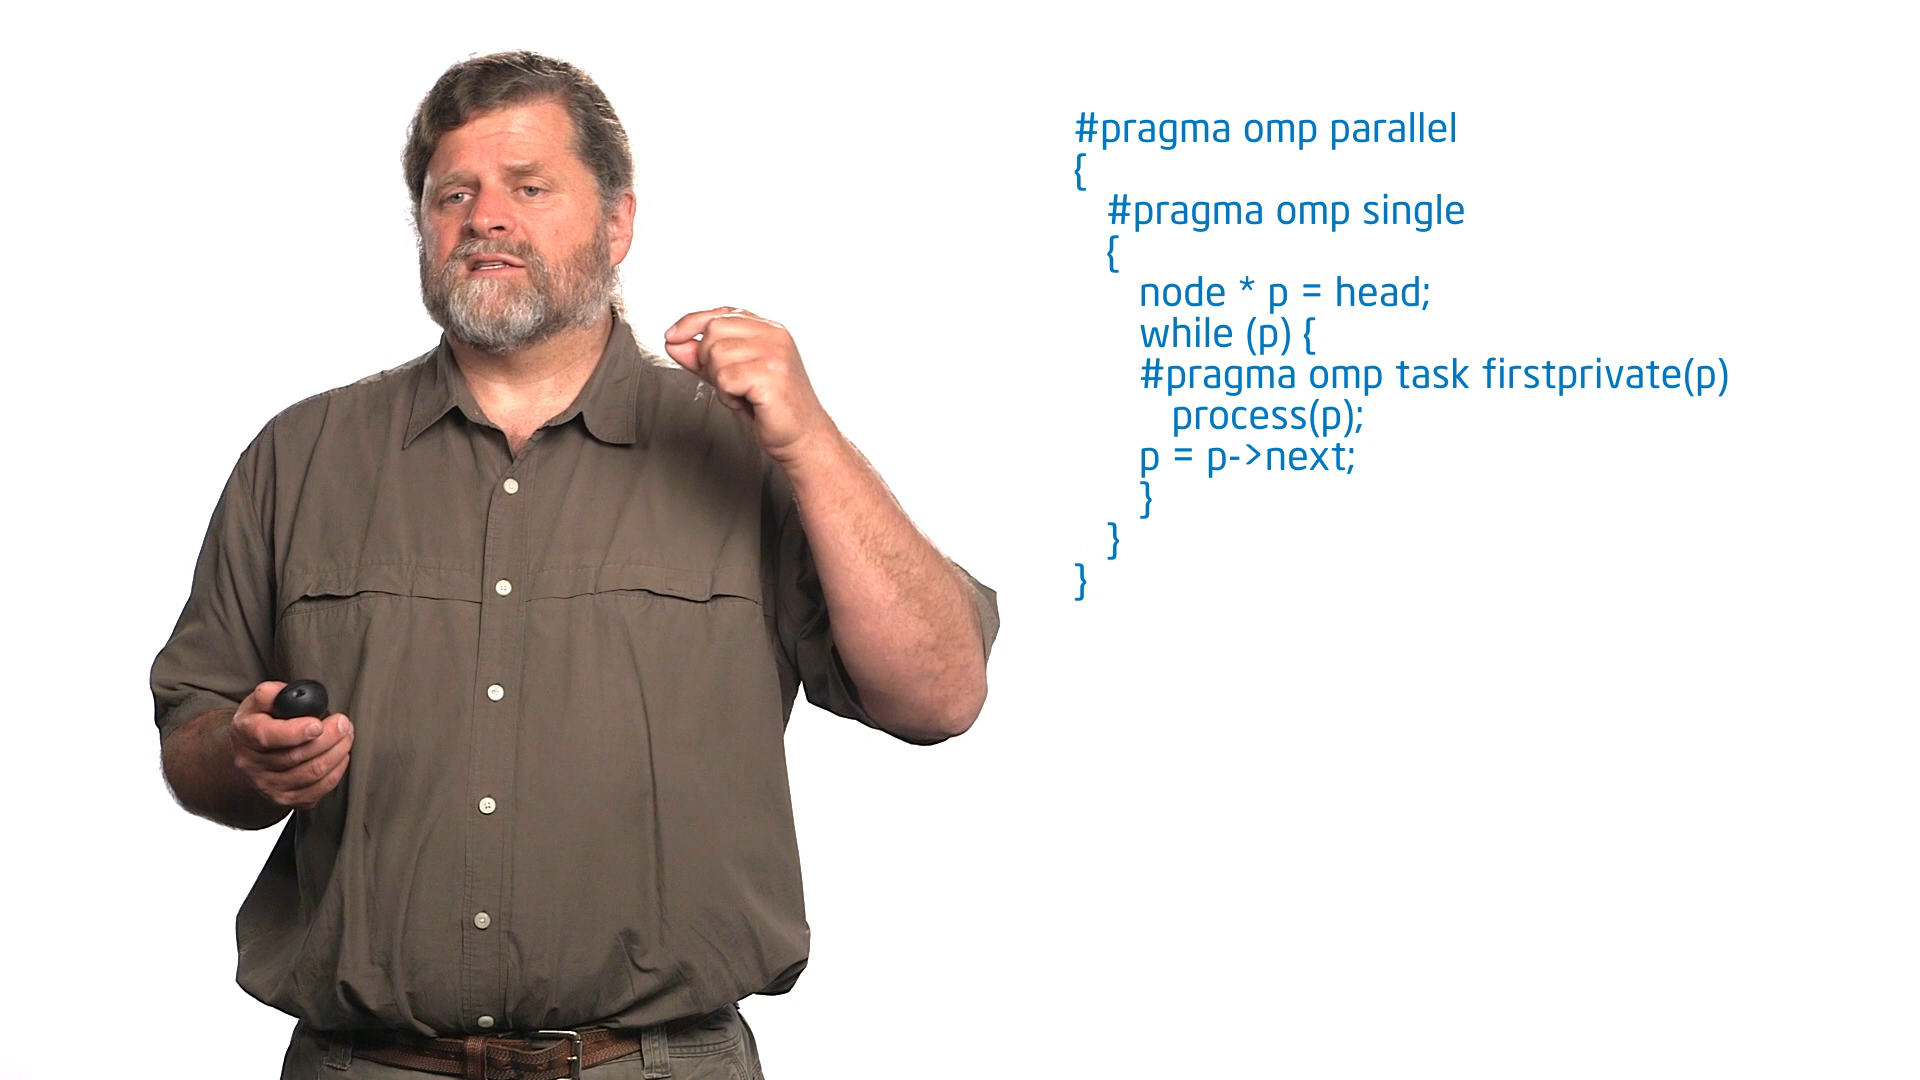 #pragma omp parallel
{
#pragma omp single
{
node * p = head;
while (p) {
#pragma omp task firstprivate(p)
process(p);
p = p->next;
}
}
}